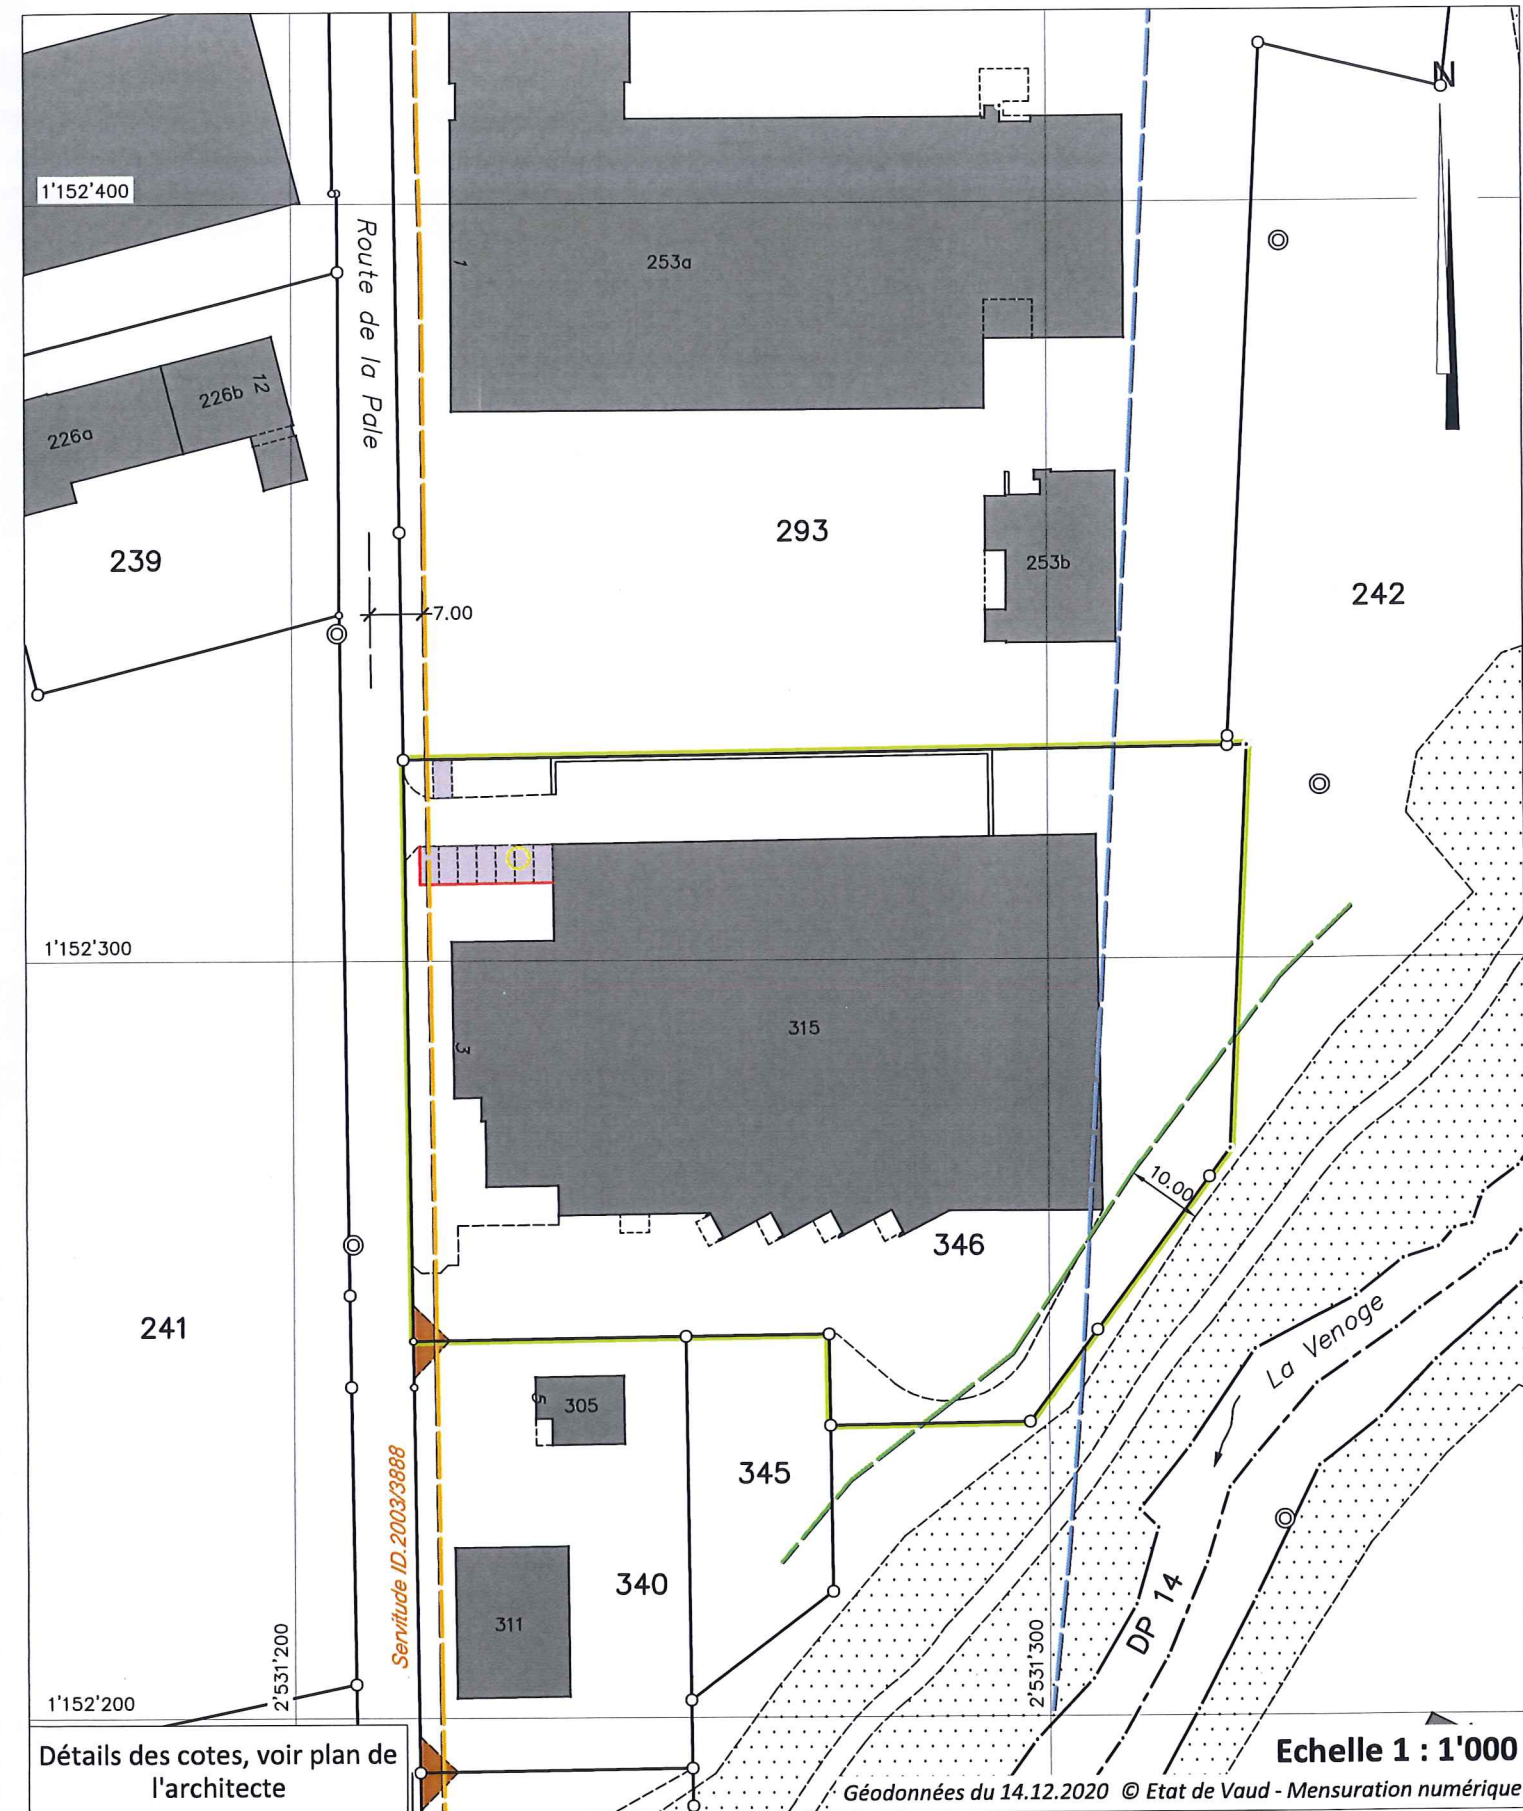 N
1'152'400
Route de la Pale
1
253a
226a
226b
12
239
293
253b
242
7.00
1'152'300
315
3
10.00
346
241
La Venoge
5
305
345
Servitude ID.2003/3888
340
311
DP 14
2'531'200
2'531'300
1'152'200
Détails des cotes, voir plan de
l'architecte
Echelle 1 : 1'000
Géodonnées du 14.12.2020 © Etat de Vaud - Mensuration numérique